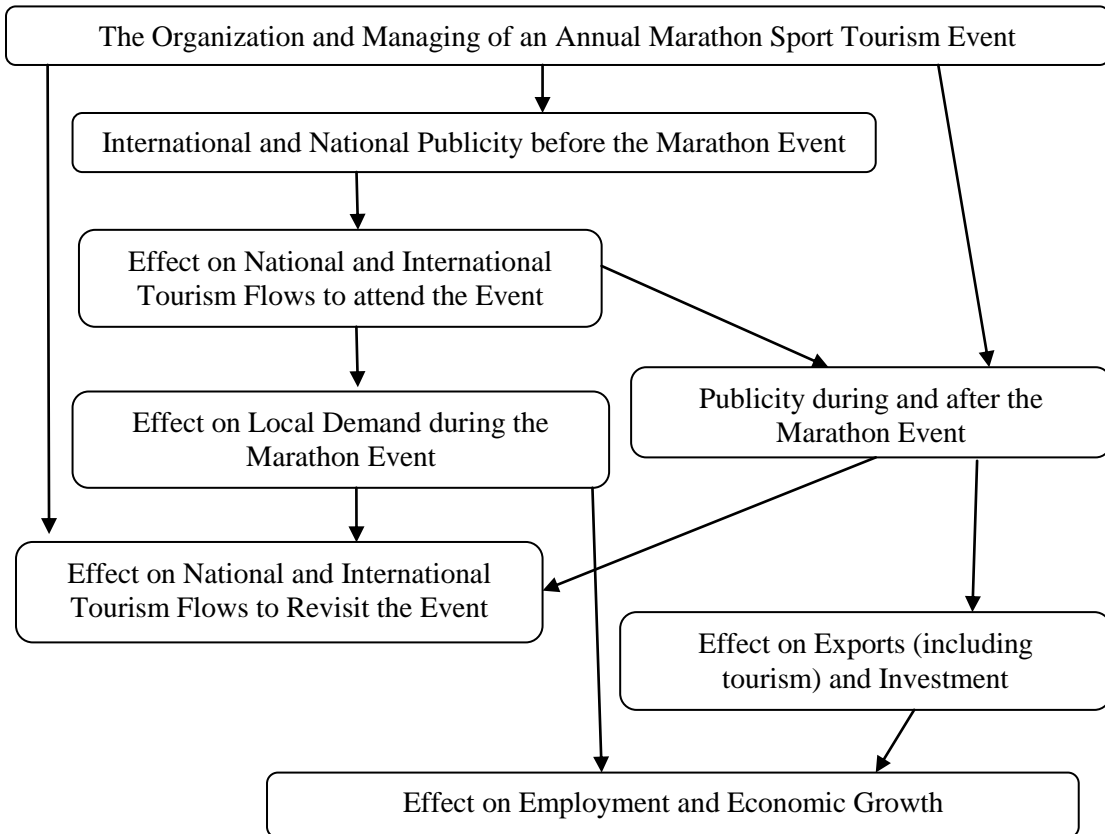 The Organization and Managing of an Annual Marathon Sport Tourism Event
International and National Publicity before the Marathon Event
Effect on National and International
Tourism Flows to attend the Event
Effect on Local Demand during the
Marathon Event
Publicity during and after the
Marathon Event
Effect on National and International
Tourism Flows to Revisit the Event
Effect on Exports (including
tourism) and Investment
Effect on Employment and Economic Growth